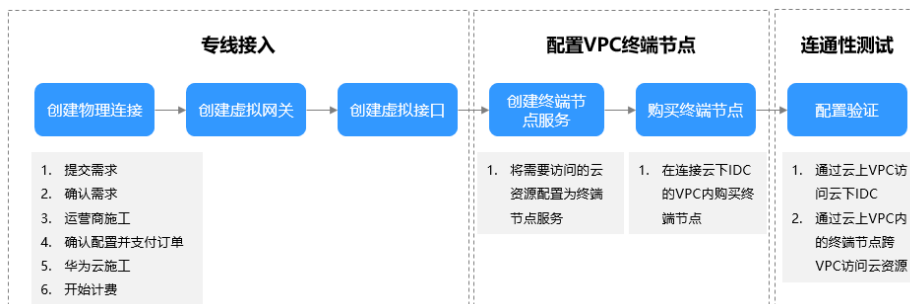 专线接入
配置VPC终端节点
连通性测试
创建物理连接
创建虚拟网关
创建虚拟接口
创建终端节
点服务
购买终端节点
配置验证
1. 提交需求
2. 确认需求
3. 运营商施工
4. 确认配置并支付订单
5. 华为云施工
6. 开始计费
1. 将需要访问的云
资源配置为终端
节点服务
1. 在连接云下IDC
的VPC内购买终
端节点
1. 通过云上VPC访
问云下IDC
2. 通过云上VPC内
的终端节点跨
VPC访问云资源